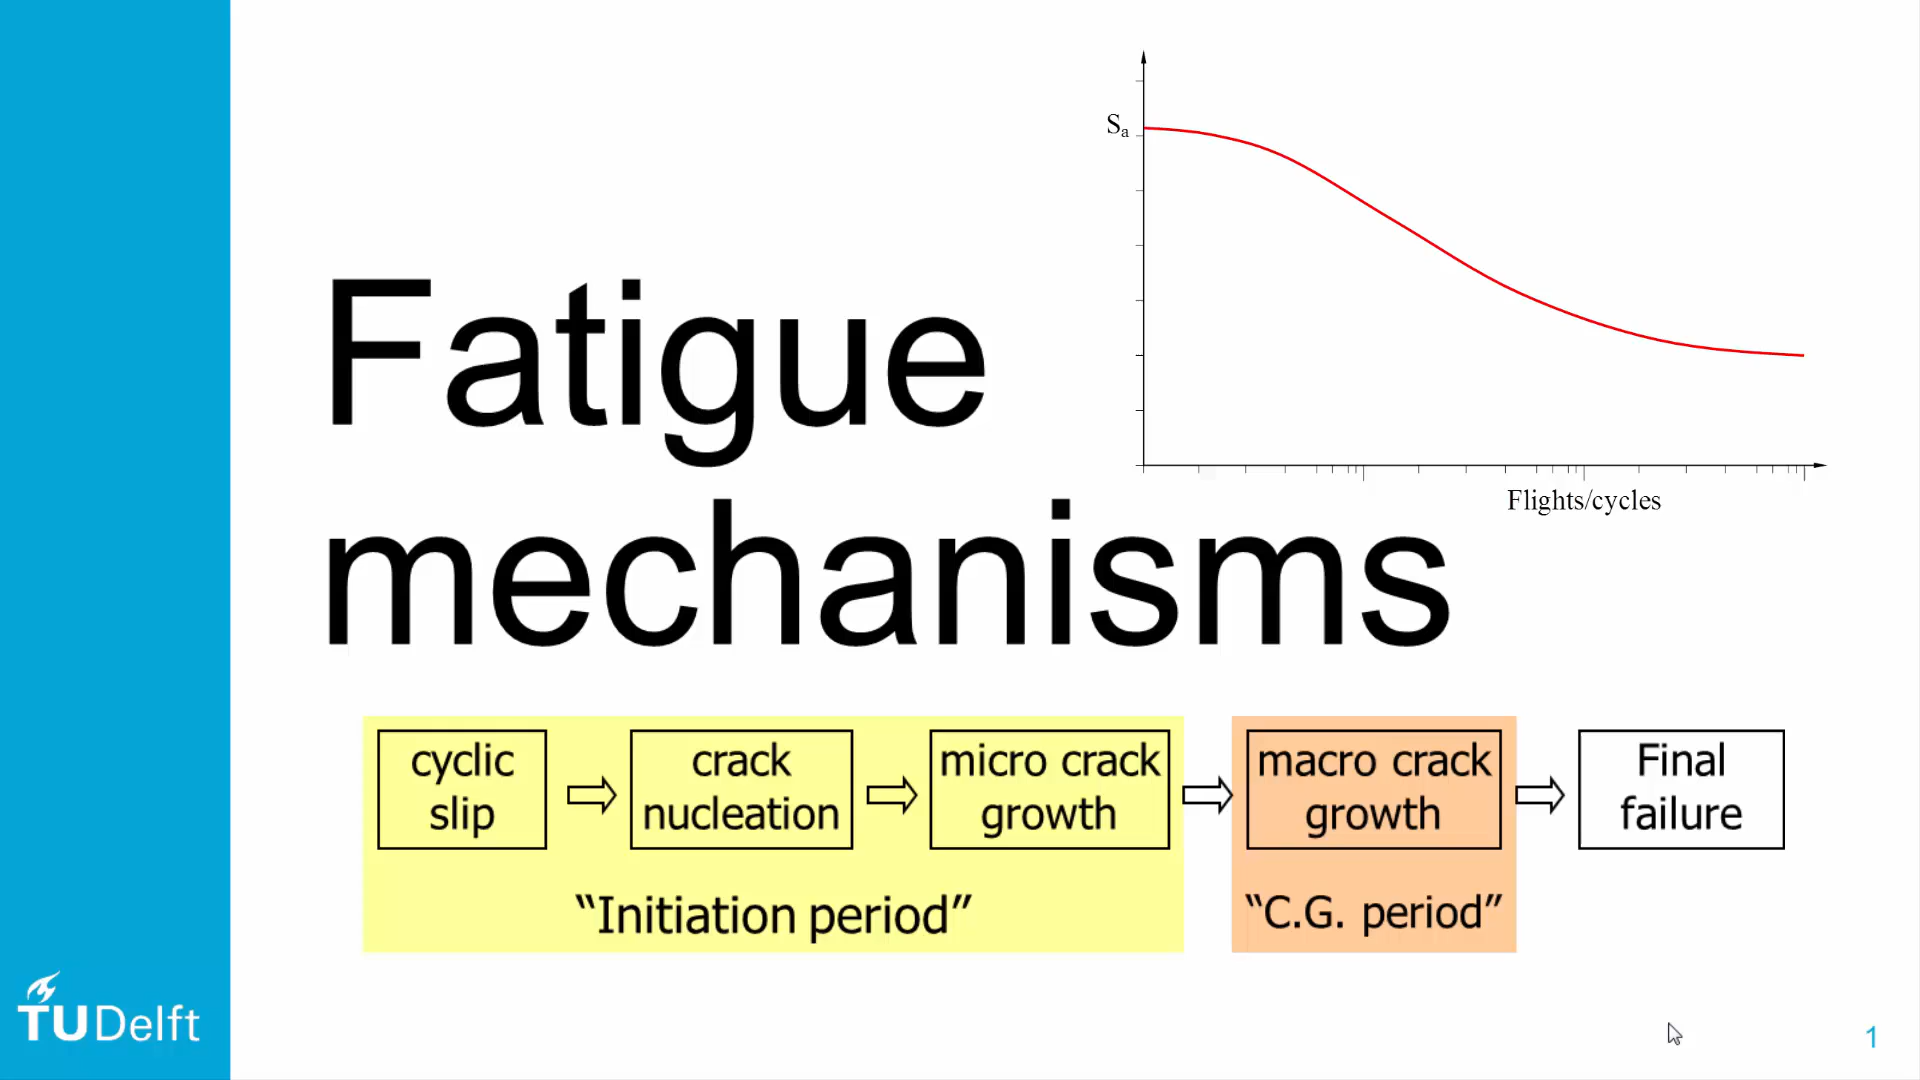 Sa
Flights/cycles
Fatigue
mechanisms
cyclic
slip
crack
nucleation
micro crack
growth
macro crack
growth
Final
failure
“Initiation period”
“C.G. period”
TUDelft
1